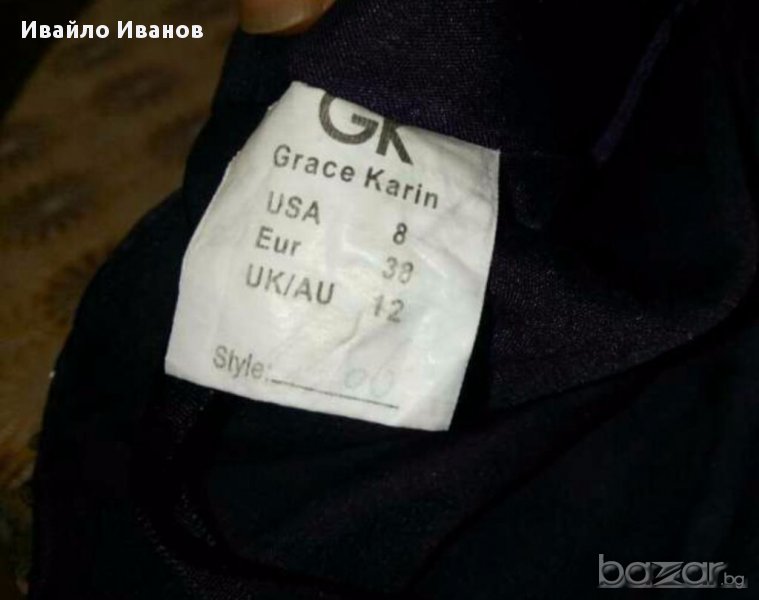 Ивайло Иванов
GK
Grace Karin
USA 8
Eur 38
UK/AU 12
Style:
bazar.bg